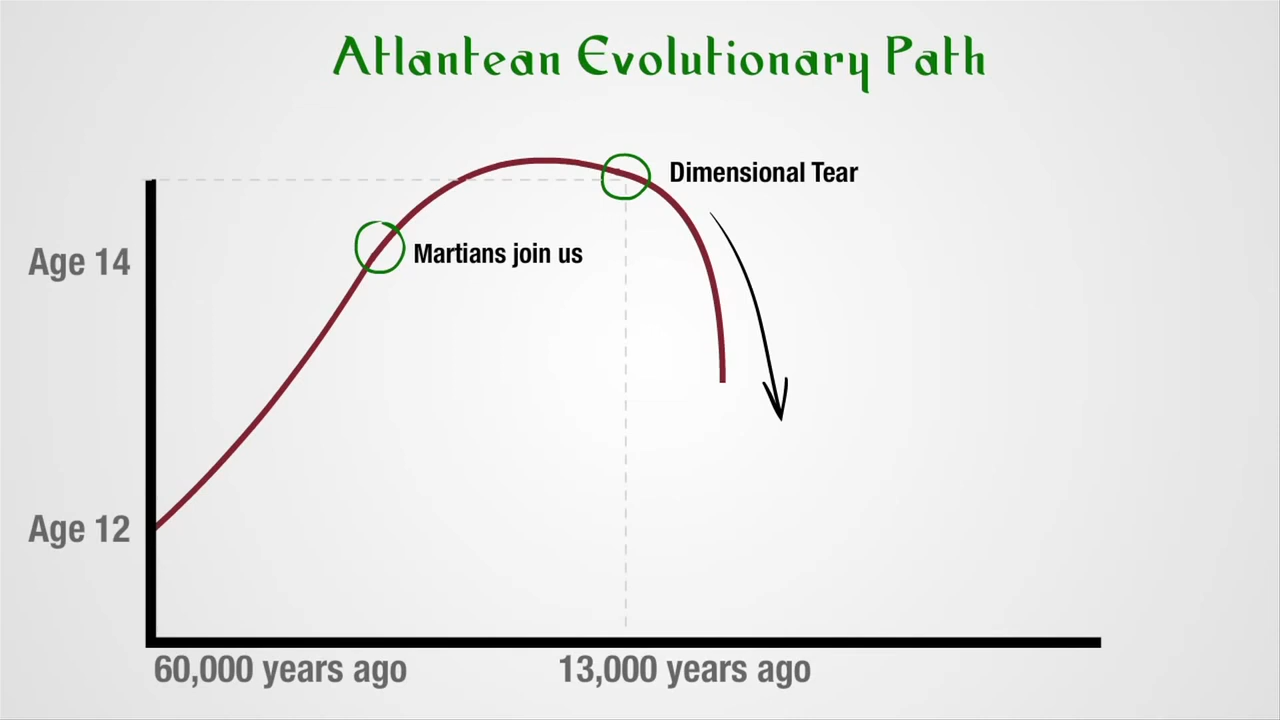 Atlantean Evolutionary Path
Dimensional Tear
Martians join us
Age 14
Age 12
60,000 years ago
13,000 years ago